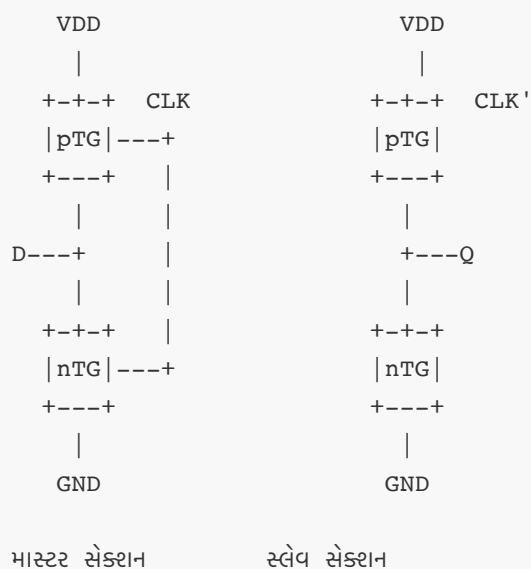 VDD VDD
| |
+-+-+ CLK +-+-+ CLK'
|pTG|---+ |pTG|
+---+ | +---+
| | |
D---+ | +---Q
| | |
+-+-+ | +-+-+
|nTG|---+ |nTG|
+---+ +---+
| |
GND GND
માસ્ટર સેક્શન સ્લેવ સેક્શન